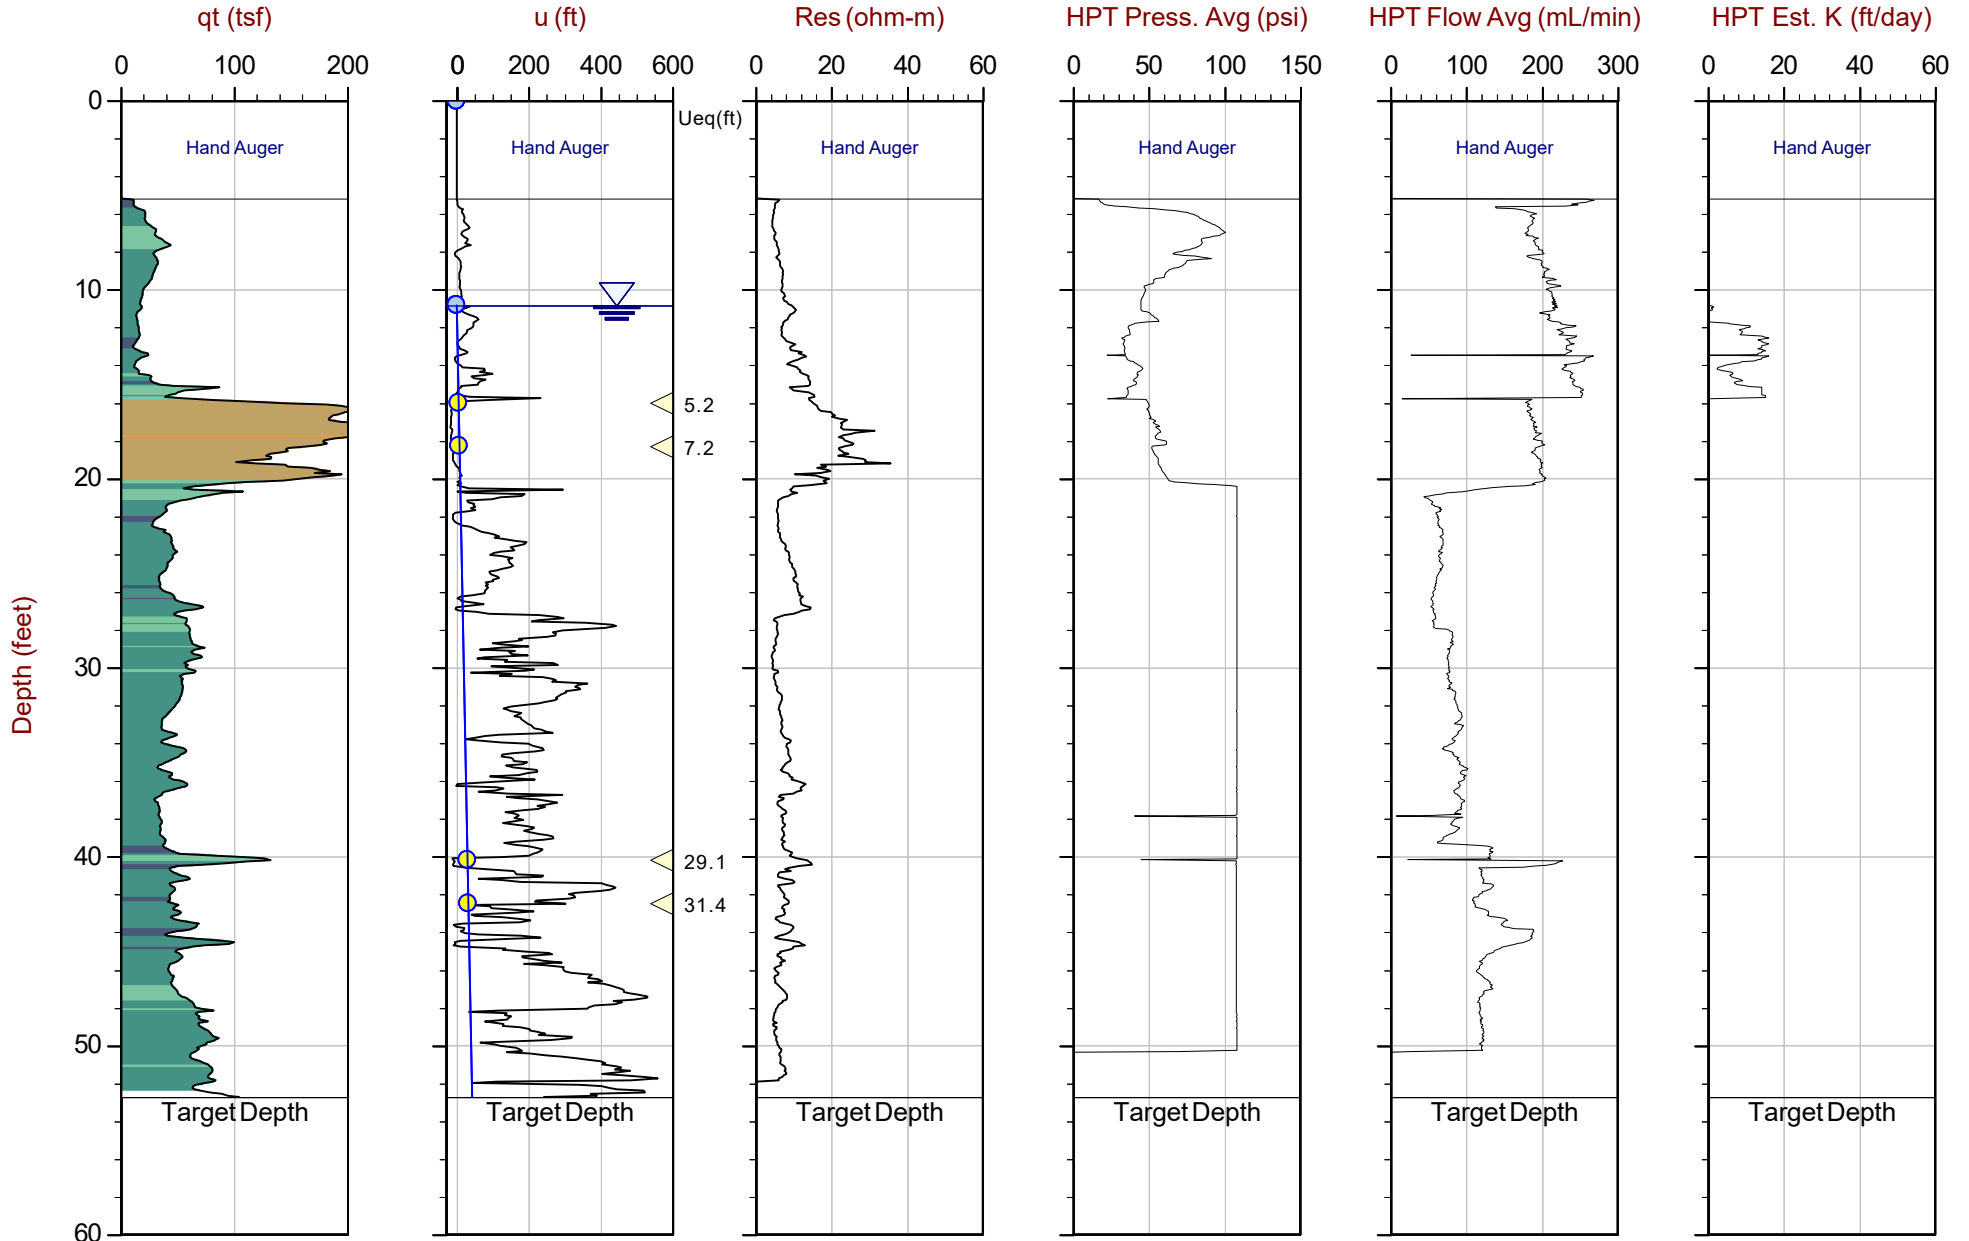 qt (tsf) u (ft) Res (ohm-m) HPT Press. Avg (psi) HPT Flow Avg (mL/min) HPT Est. K (ft/day)
0 100 200 0 200 400 600 0 20 40 60 0 50 100 150 0 100 200 300 0 20 40 60
0
Ueq(ft)
Hand Auger Hand Auger Hand Auger Hand Auger Hand Auger Hand Auger
10
5.2
7.2
20
30
Depth (feet)
40
29.1
31.4
50
Target Depth Target Depth Target Depth Target Depth Target Depth Target Depth
60